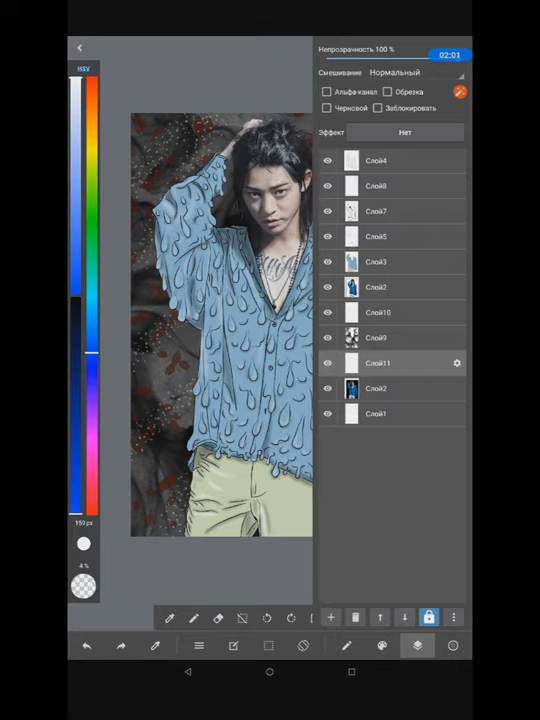 HSV
159 px
4 %
Непрозрачность 100 %
02:01
Смешивание Нормальный
Альфа-канал Обрезка
Черновой Заблокировать
Эффект Нет
Слой4
Слой8
Слой7
Слой5
Слой3
Слой2
Слой10
Слой9
Слой11
Слой2
Слой1